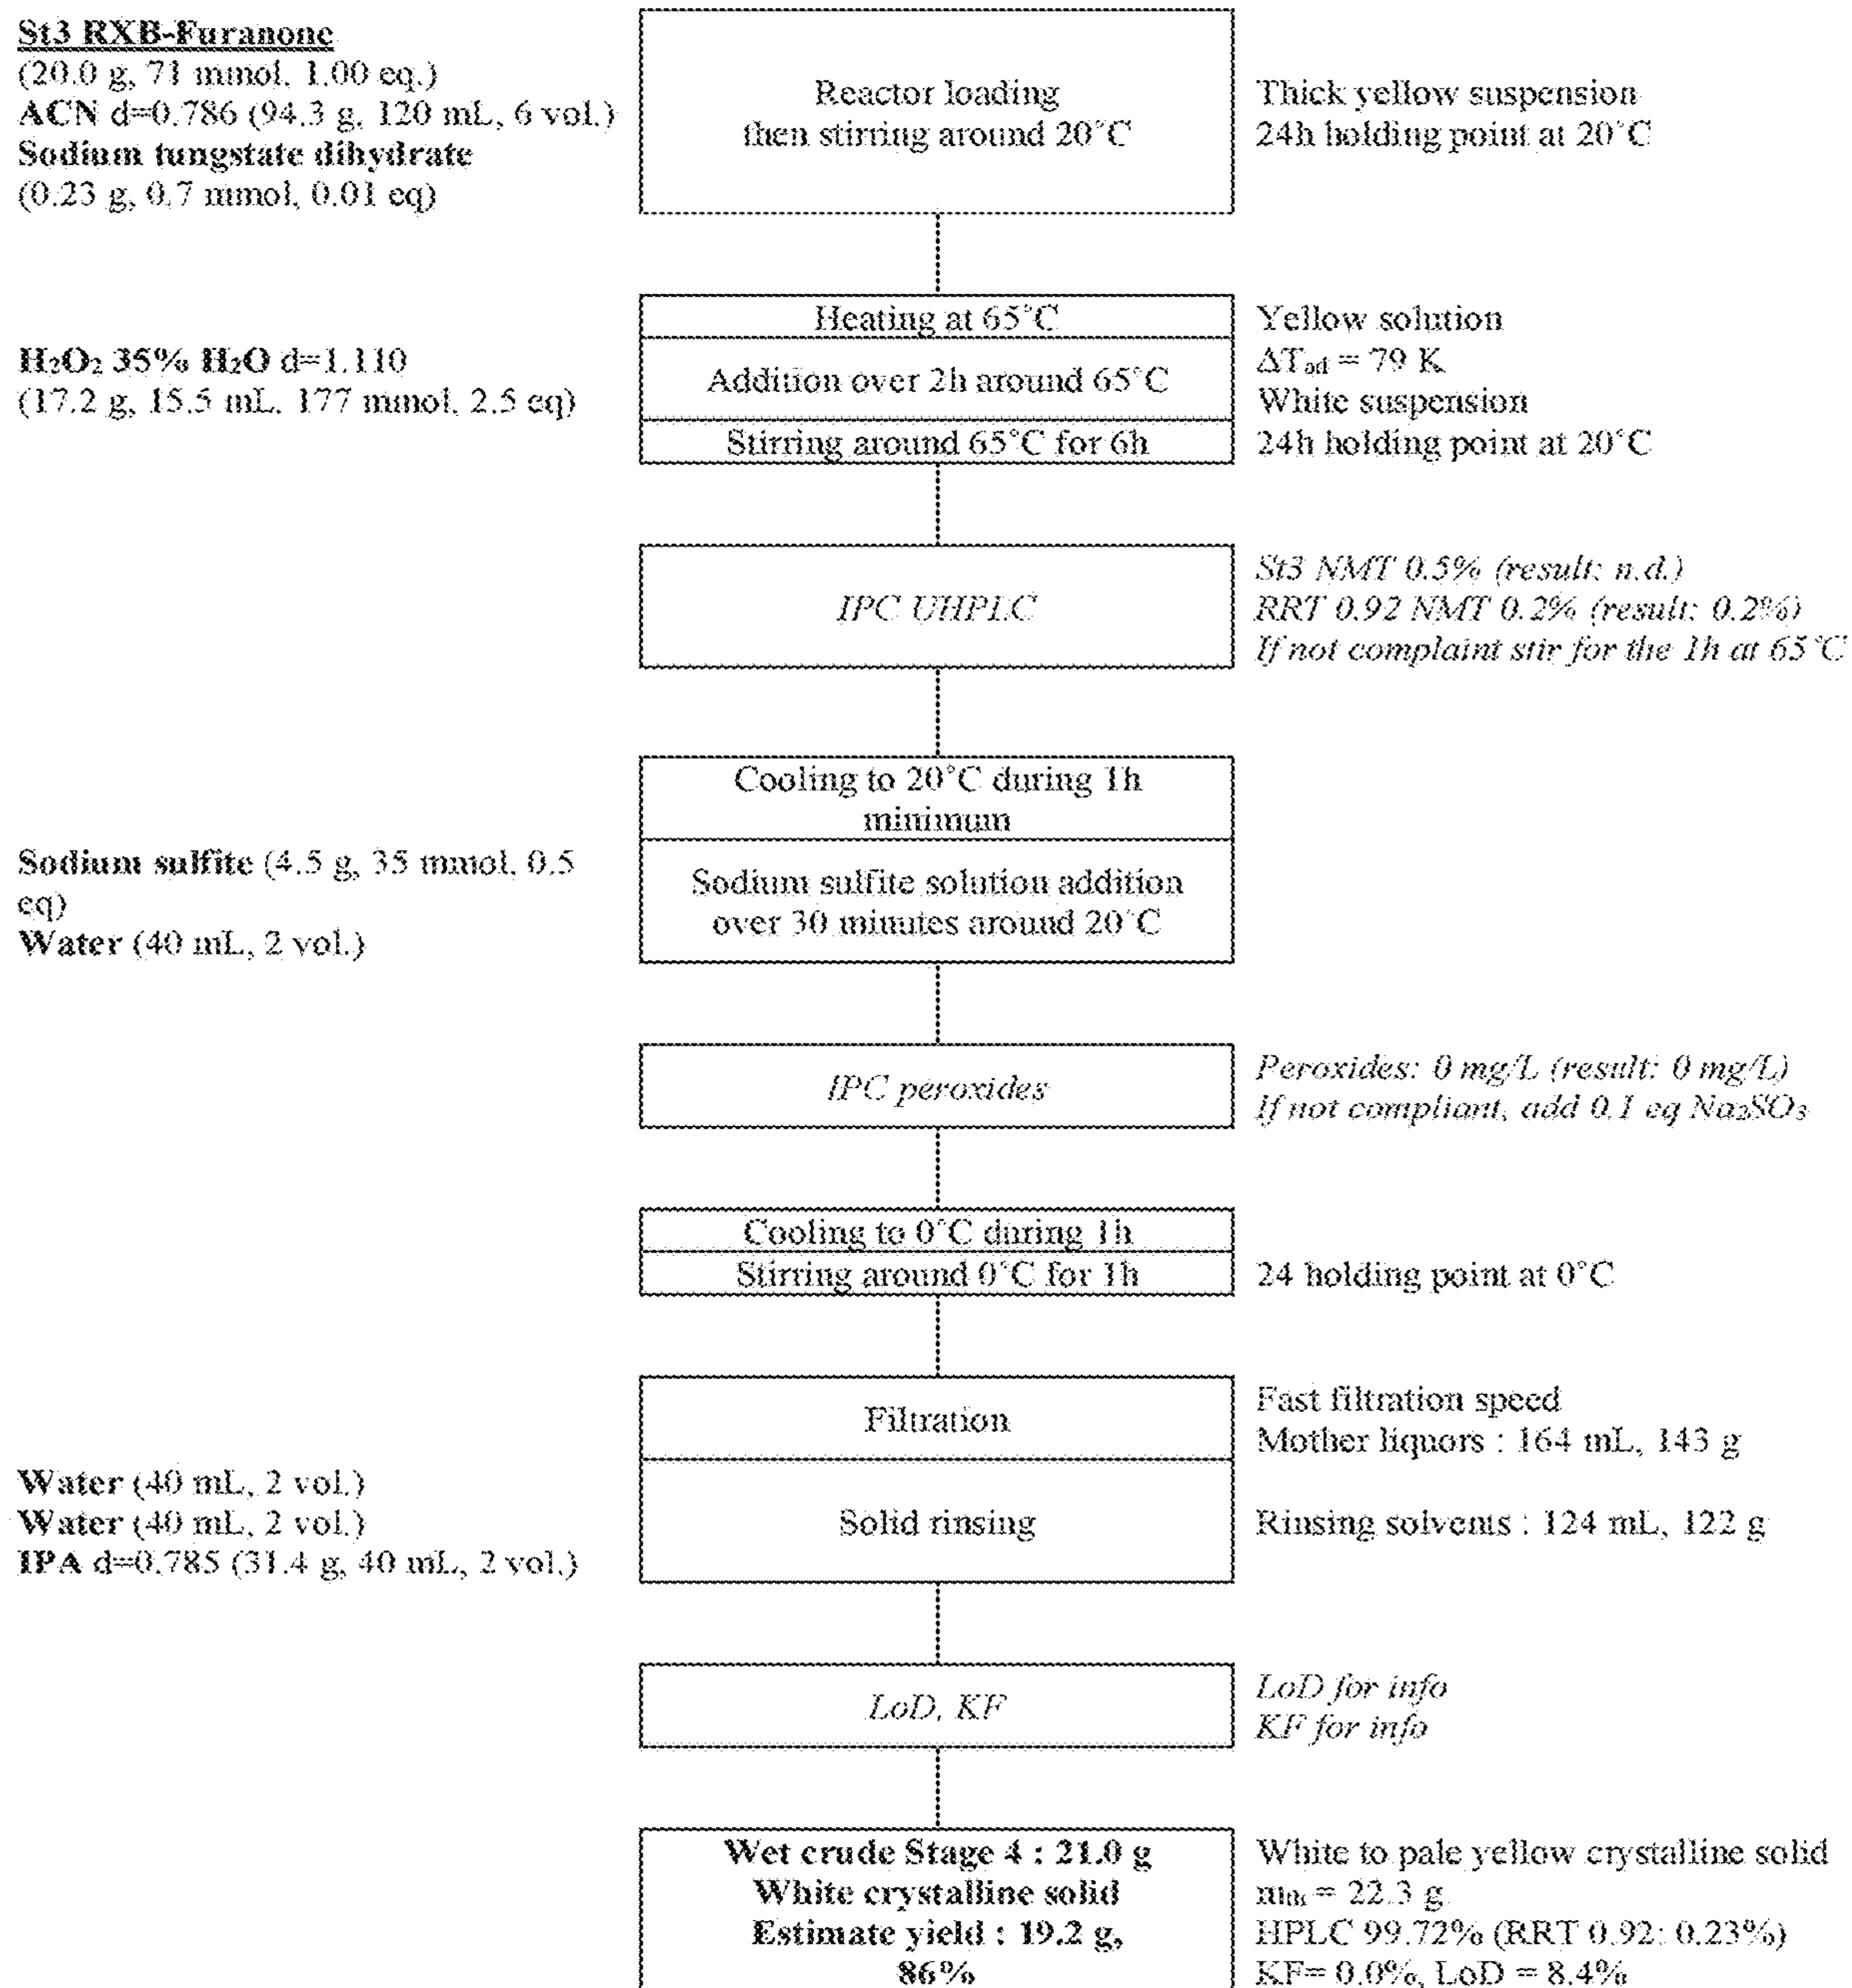 St3 RXB-Furanone
(20.0 g, 71 mmol, 1.00 eq.)
ACN d=0.786 (94.3 g, 120 mL, 6 vol.)
Sodium tungstate dihydrate
(0.23 g, 0.7 mmol, 0.01 eq)
Reactor loading
then stirring around 20°C
Thick yellow suspension
24h holding point at 20°C
H₂O₂ 35% H₂O d=1.110
(17.2 g, 15.5 mL, 177 mmol, 2.5 eq)
Heating at 65°C
Addition over 2h around 65°C
Stirring around 65°C for 6h
Yellow solution
ΔTad = 79 K
White suspension
24h holding point at 20°C
IPC UHPLC
St3 NMT 0.5% (result: n.d.)
RRT 0.92 NMT 0.2% (result: 0.2%)
If not complaint stir for the 1h at 65°C
Cooling to 20°C during 1h
minimum
Sodium sulfite (4.5 g, 35 mmol, 0.5
eq)
Water (40 mL, 2 vol.)
Sodium sulfite solution addition
over 30 minutes around 20°C
IPC peroxides
Peroxides: 0 mg/L (result: 0 mg/L)
If not compliant, add 0.1 eq Na₂SO₃
Cooling to 0°C during 1h
Stirring around 0°C for 1h
24 holding point at 0°C
Filtration
Fast filtration speed
Mother liquors : 164 mL, 143 g
Water (40 mL, 2 vol.)
Water (40 mL, 2 vol.)
IPA d=0.785 (31.4 g, 40 mL, 2 vol.)
Solid rinsing
Rinsing solvents : 124 mL, 122 g
LoD, KF
LoD for info
KF for info
Wet crude Stage 4 : 21.0 g
White crystalline solid
Estimate yield : 19.2 g,
86%
White to pale yellow crystalline solid
mth = 22.3 g
HPLC 99.72% (RRT 0.92: 0.23%)
KF= 0.0%, LoD = 8.4%